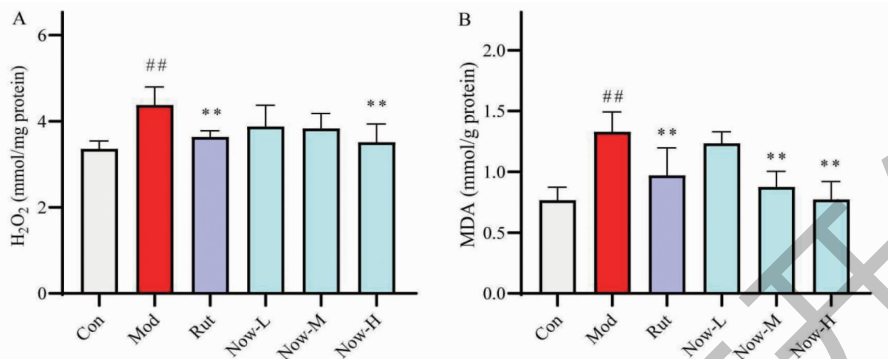 A
H₂O₂ (mmol/mg protein)
6
4
2
0
##
**
**
Con
Mod
Rut
Now-L
Now-M
Now-H
B
MDA (mmol/g protein)
2.0
1.5
1.0
0.5
0.0
##
**
**
**
Con
Mod
Rut
Now-L
Now-M
Now-H